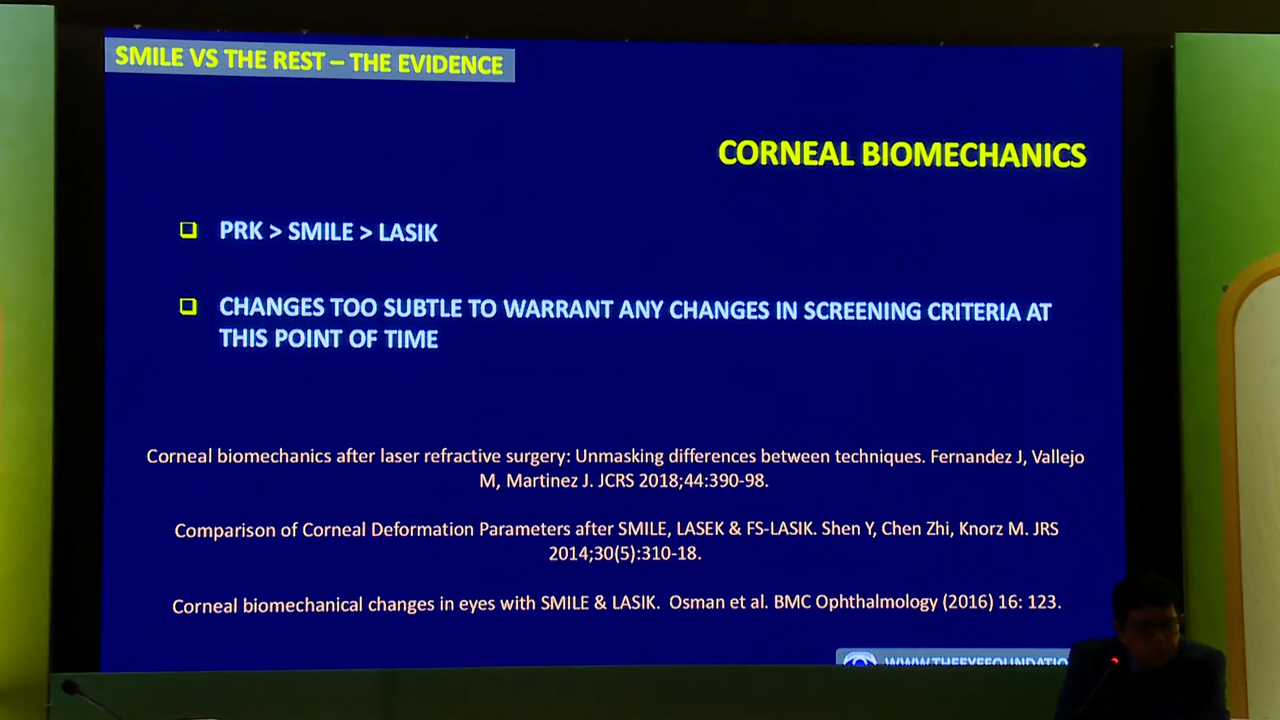 SMILE VS THE REST – THE EVIDENCE
CORNEAL BIOMECHANICS
PRK > SMILE > LASIK
CHANGES TOO SUBTLE TO WARRANT ANY CHANGES IN SCREENING CRITERIA AT
THIS POINT OF TIME
Corneal biomechanics after laser refractive surgery: Unmasking differences between techniques. Fernandez J, Vallejo
M, Martinez J. JCRS 2018;44:390-98.
Comparison of Corneal Deformation Parameters after SMILE, LASEK & FS-LASIK. Shen Y, Chen Zhi, Knorz M. JRS
2014;30(5):310-18.
Corneal biomechanical changes in eyes with SMILE & LASIK. Osman et al. BMC Ophthalmology (2016) 16: 123.